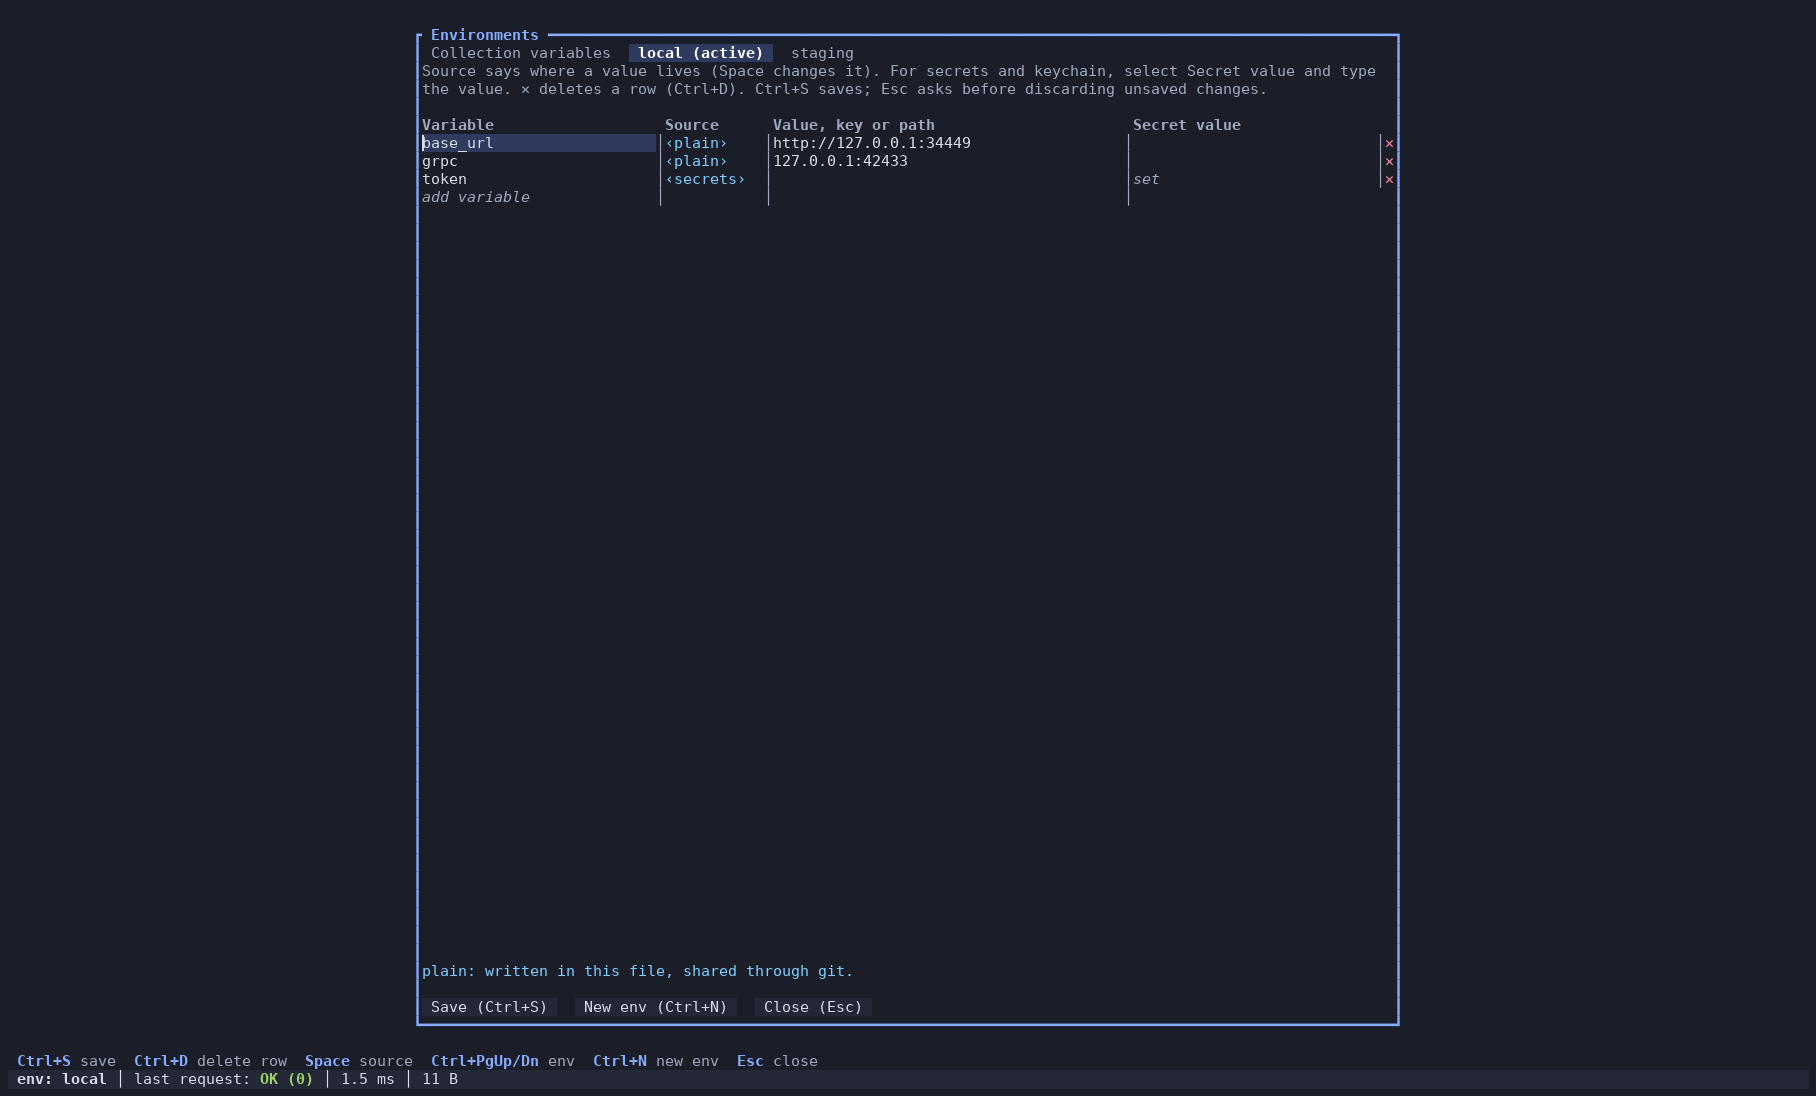 Environments
Collection variables  local (active)  staging
Source says where a value lives (Space changes it). For secrets and keychain, select Secret value and type
the value. × deletes a row (Ctrl+D). Ctrl+S saves; Esc asks before discarding unsaved changes.
Variable  Source  Value, key or path  Secret value
base_url │‹plain› │http://127.0.0.1:34449 │ │×
grpc │‹plain› │127.0.0.1:42433 │ │×
token │‹secrets› │ │set │×
add variable │ │ │
plain: written in this file, shared through git.
Save (Ctrl+S)  New env (Ctrl+N)  Close (Esc)
Ctrl+S save  Ctrl+D delete row  Space source  Ctrl+PgUp/Dn env  Ctrl+N new env  Esc close
env: local │ last request: OK (0) │ 1.5 ms │ 11 B